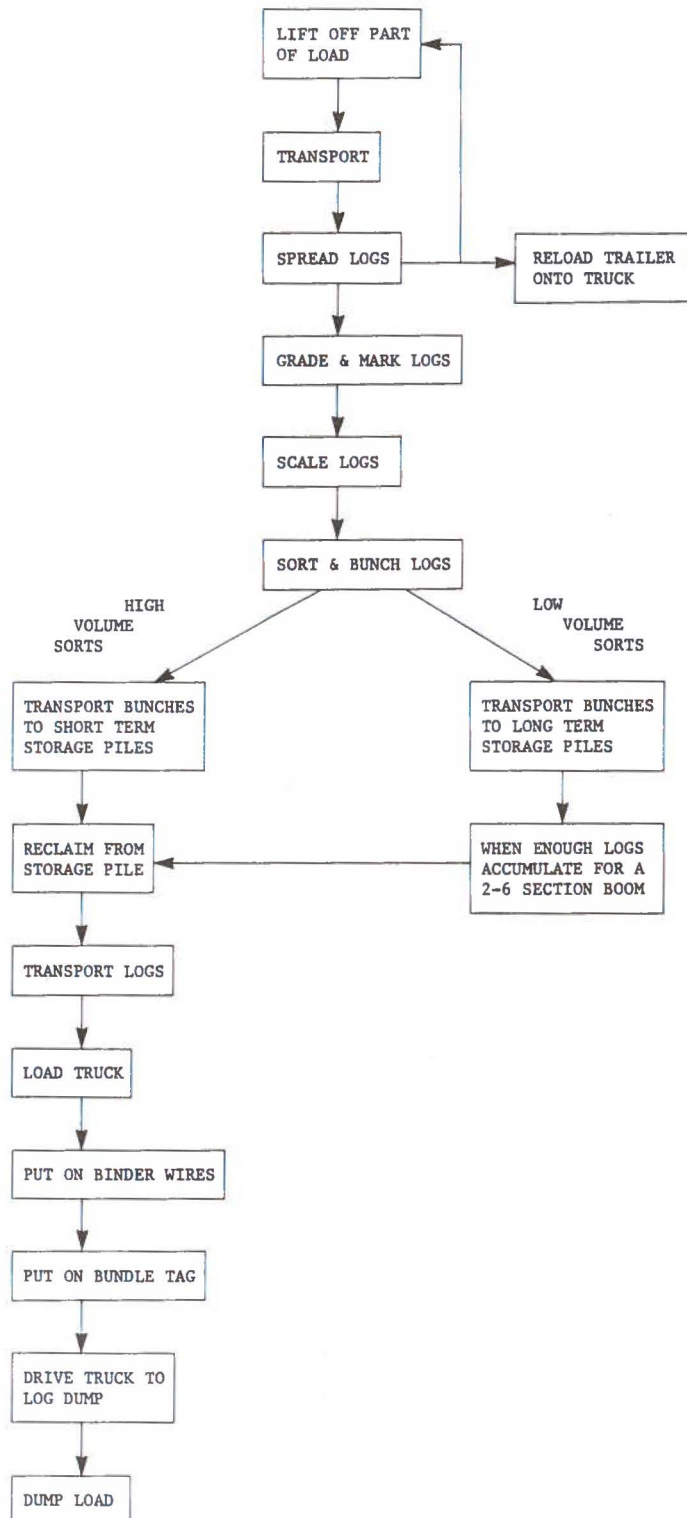 LIFT OFF PART
OF LOAD
TRANSPORT
SPREAD LOGS
RELOAD TRAILER
ONTO TRUCK
GRADE & MARK LOGS
SCALE LOGS
SORT & BUNCH LOGS
HIGH
VOLUME
SORTS
LOW
VOLUME
SORTS
TRANSPORT BUNCHES
TO SHORT TERM
STORAGE PILES
TRANSPORT BUNCHES
TO LONG TERM
STORAGE PILES
RECLAIM FROM
STORAGE PILE
WHEN ENOUGH LOGS
ACCUMULATE FOR A
2-6 SECTION BOOM
TRANSPORT LOGS
LOAD TRUCK
PUT ON BINDER WIRES
PUT ON BUNDLE TAG
DRIVE TRUCK TO
LOG DUMP
DUMP LOAD